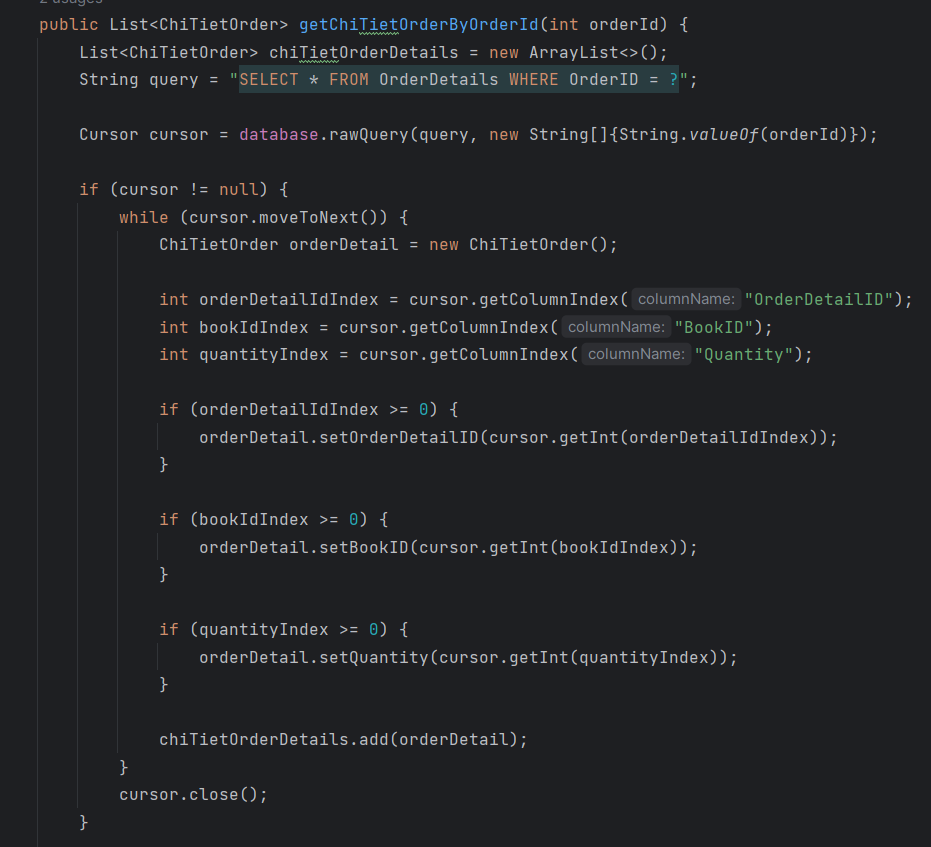 2 usages
public List<ChiTietOrder> getChiTietOrderByOrderId(int orderId) {
    List<ChiTietOrder> chiTietOrderDetails = new ArrayList<>();
    String query = "SELECT * FROM OrderDetails WHERE OrderID = ?";
    Cursor cursor = database.rawQuery(query, new String[]{String.valueOf(orderId)});
    if (cursor != null) {
        while (cursor.moveToNext()) {
            ChiTietOrder orderDetail = new ChiTietOrder();
            int orderDetailIdIndex = cursor.getColumnIndex( columnName: "OrderDetailID");
            int bookIdIndex = cursor.getColumnIndex( columnName: "BookID");
            int quantityIndex = cursor.getColumnIndex( columnName: "Quantity");
            if (orderDetailIdIndex >= 0) {
                orderDetail.setOrderDetailID(cursor.getInt(orderDetailIdIndex));
            }
            if (bookIdIndex >= 0) {
                orderDetail.setBookID(cursor.getInt(bookIdIndex));
            }
            if (quantityIndex >= 0) {
                orderDetail.setQuantity(cursor.getInt(quantityIndex));
            }
            chiTietOrderDetails.add(orderDetail);
        }
        cursor.close();
    }